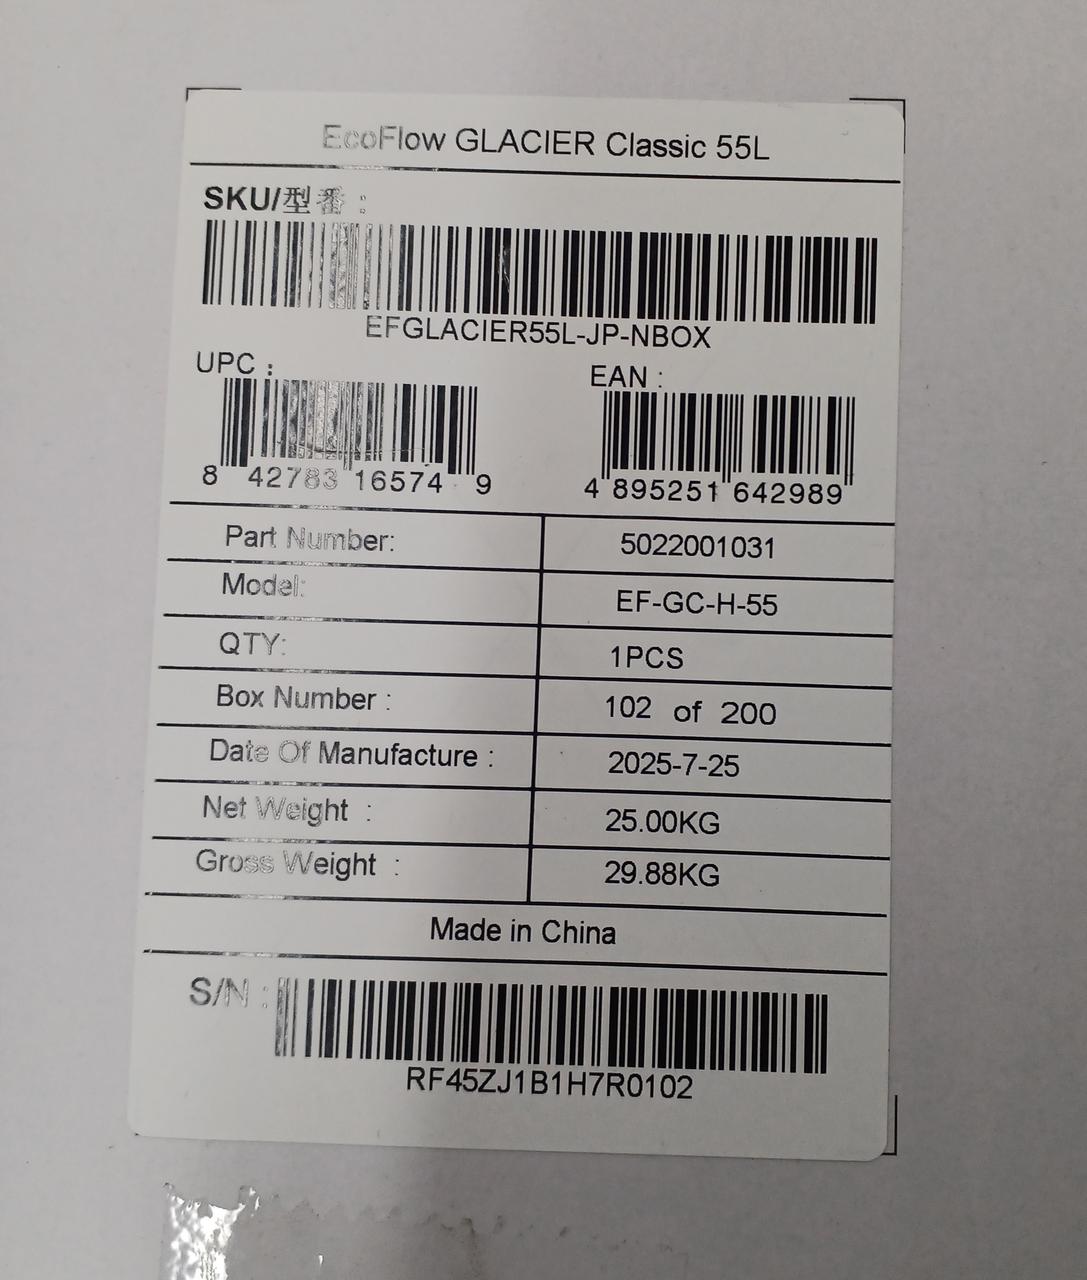 EcoFlow GLACIER Classic 55L
SKU/型番 :
EFGLACIER55L-JP-NBOX
UPC :
8 42783 16574 9
EAN :
4 895251 642989
Part Number: 5022001031
Model: EF-GC-H-55
QTY: 1PCS
Box Number : 102 of 200
Date Of Manufacture : 2025-7-25
Net Weight : 25.00KG
Gross Weight : 29.88KG
Made in China
S/N :
RF45ZJ1B1H7R0102